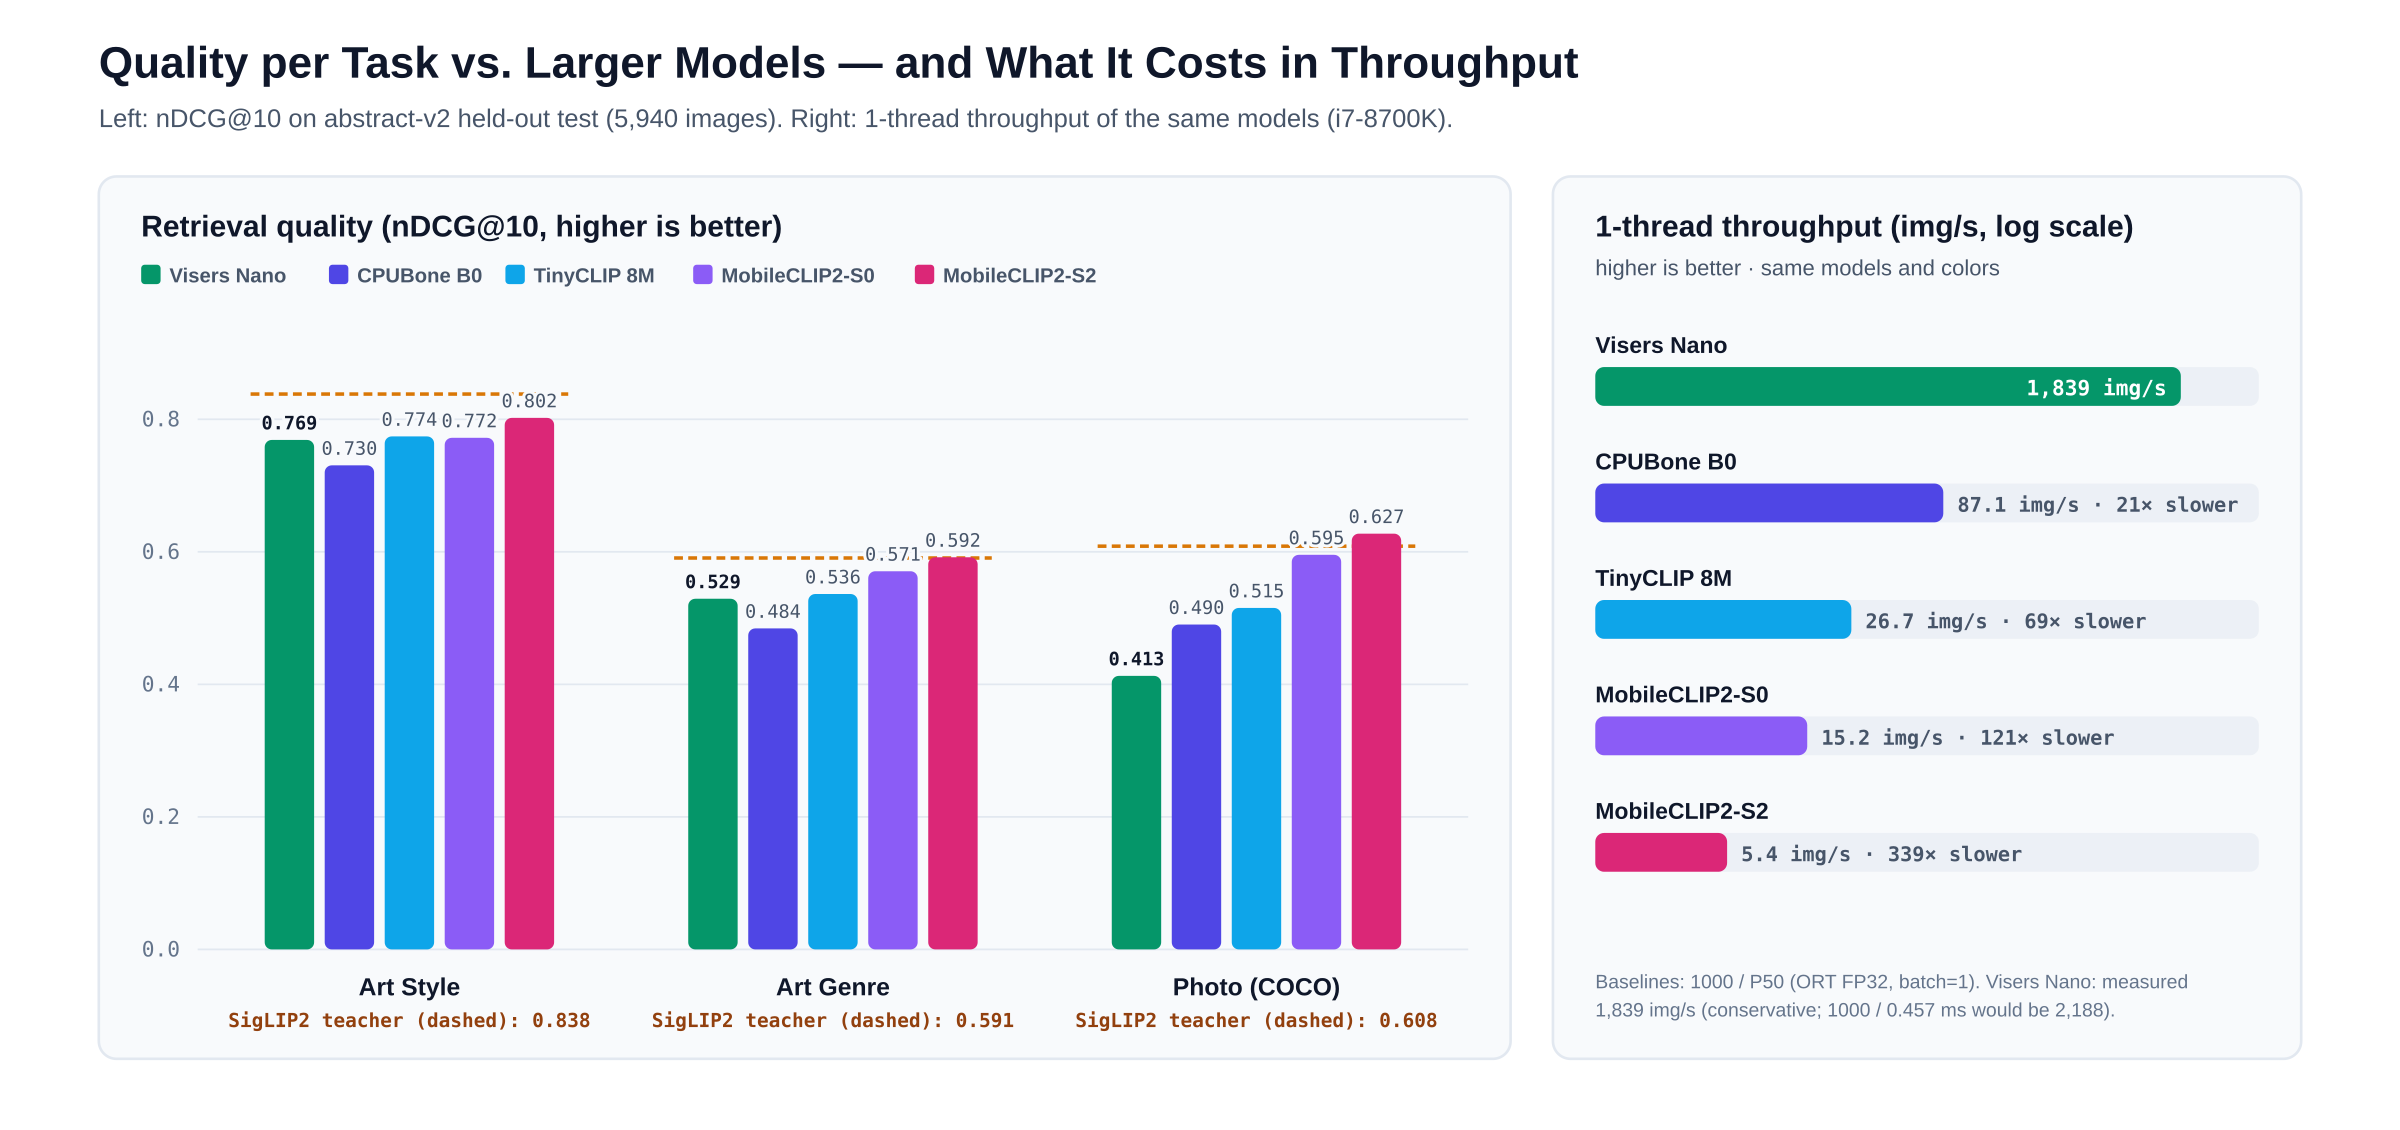 Quality per Task vs. Larger Models — and What It Costs in Throughput
Left: nDCG@10 on abstract-v2 held-out test (5,940 images). Right: 1-thread throughput of the same models (i7-8700K).
Retrieval quality (nDCG@10, higher is better)
Visers Nano CPUBone B0 TinyCLIP 8M MobileCLIP2-S0 MobileCLIP2-S2
0.8
0.6
0.4
0.2
0.0
0.769 0.730 0.774 0.772 0.802
0.529 0.484 0.536 0.571 0.592
0.413 0.490 0.515 0.595 0.627
Art Style Art Genre Photo (COCO)
SigLIP2 teacher (dashed): 0.838 SigLIP2 teacher (dashed): 0.591 SigLIP2 teacher (dashed): 0.608
1-thread throughput (img/s, log scale)
higher is better · same models and colors
Visers Nano
1,839 img/s
CPUBone B0
87.1 img/s · 21× slower
TinyCLIP 8M
26.7 img/s · 69× slower
MobileCLIP2-S0
15.2 img/s · 121× slower
MobileCLIP2-S2
5.4 img/s · 339× slower
Baselines: 1000 / P50 (ORT FP32, batch=1). Visers Nano: measured
1,839 img/s (conservative; 1000 / 0.457 ms would be 2,188).